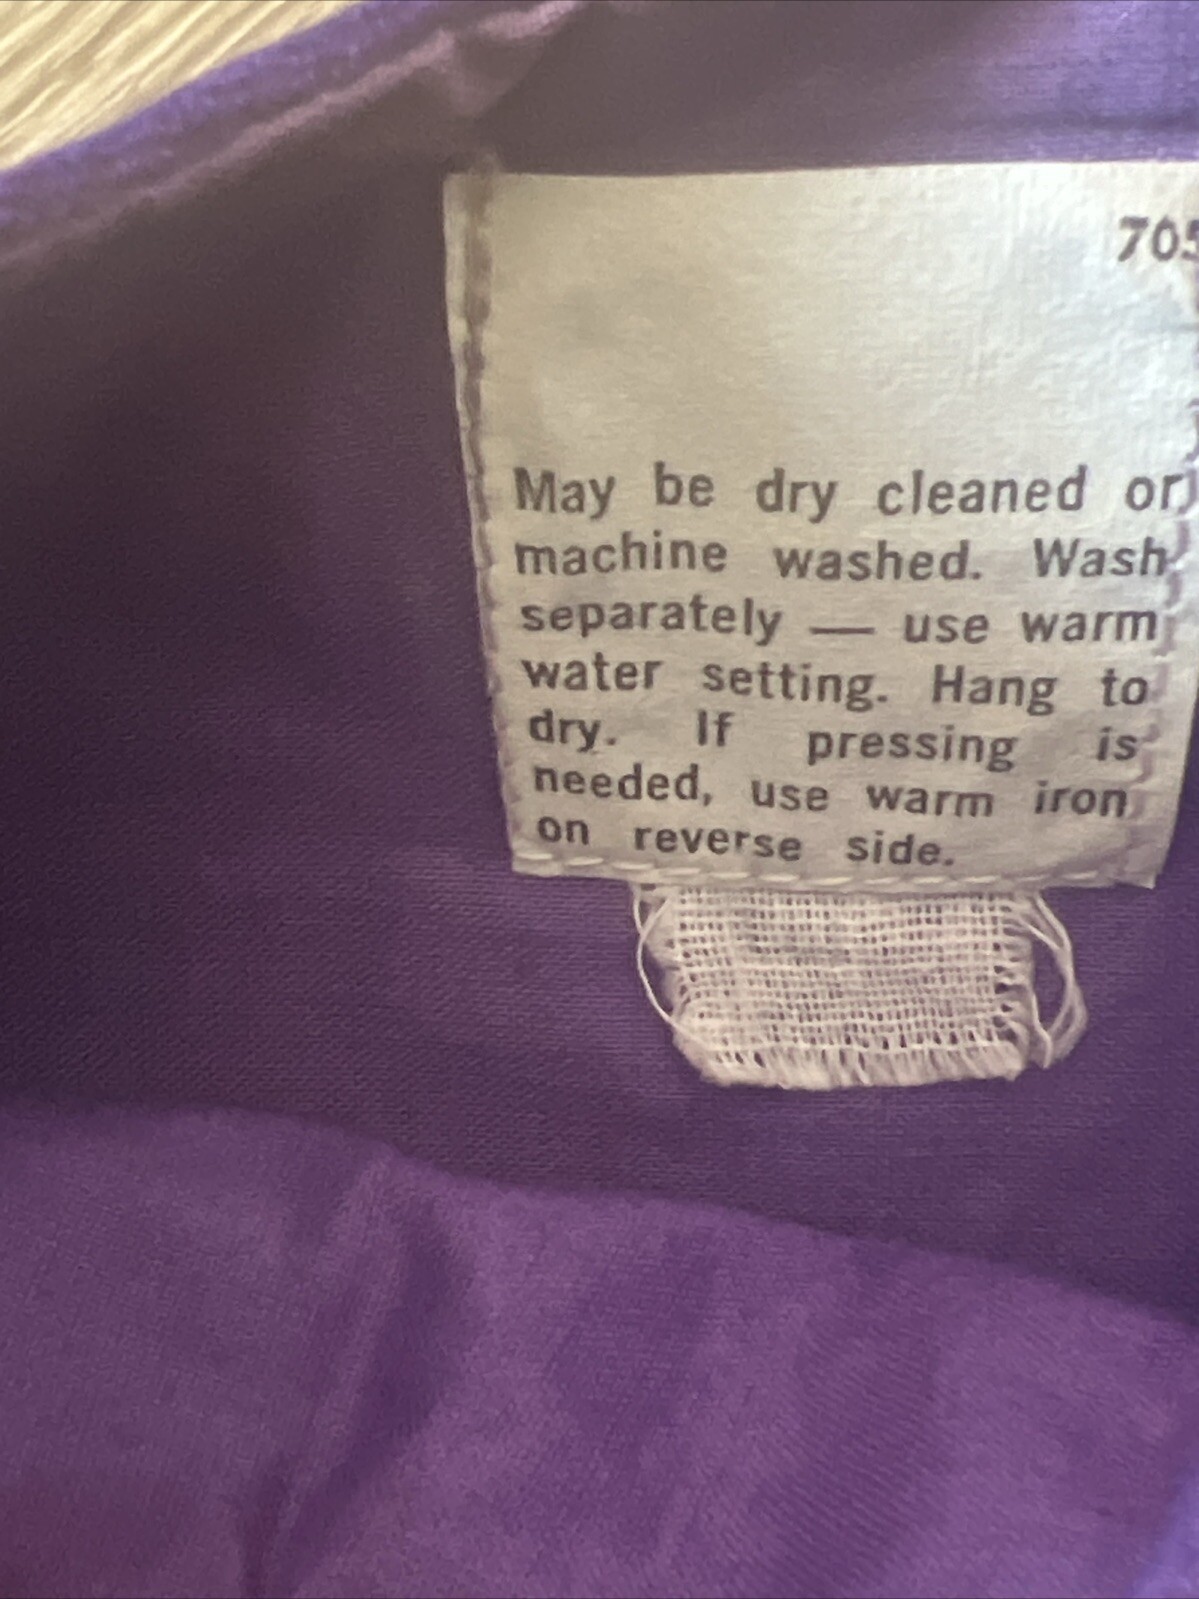 705
May be dry cleaned or
machine washed. Wash
separately — use warm
water setting. Hang to
dry. If pressing is
needed, use warm iron
on reverse side.